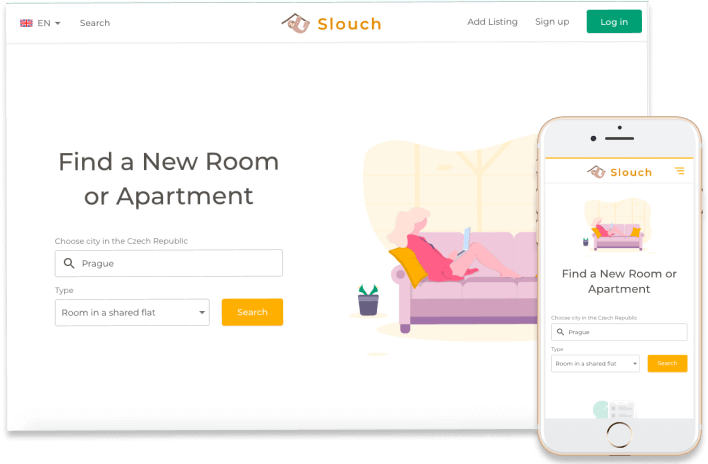 EN
Search
Slouch
Add Listing
Sign up
Log in
Find a New Room
or Apartment
Choose city in the Czech Republic
Prague
Type
Room in a shared flat
Search
Slouch
Find a New Room or
Apartment
Choose city in the Czech Republic
Prague
Type
Room in a shared flat
Search